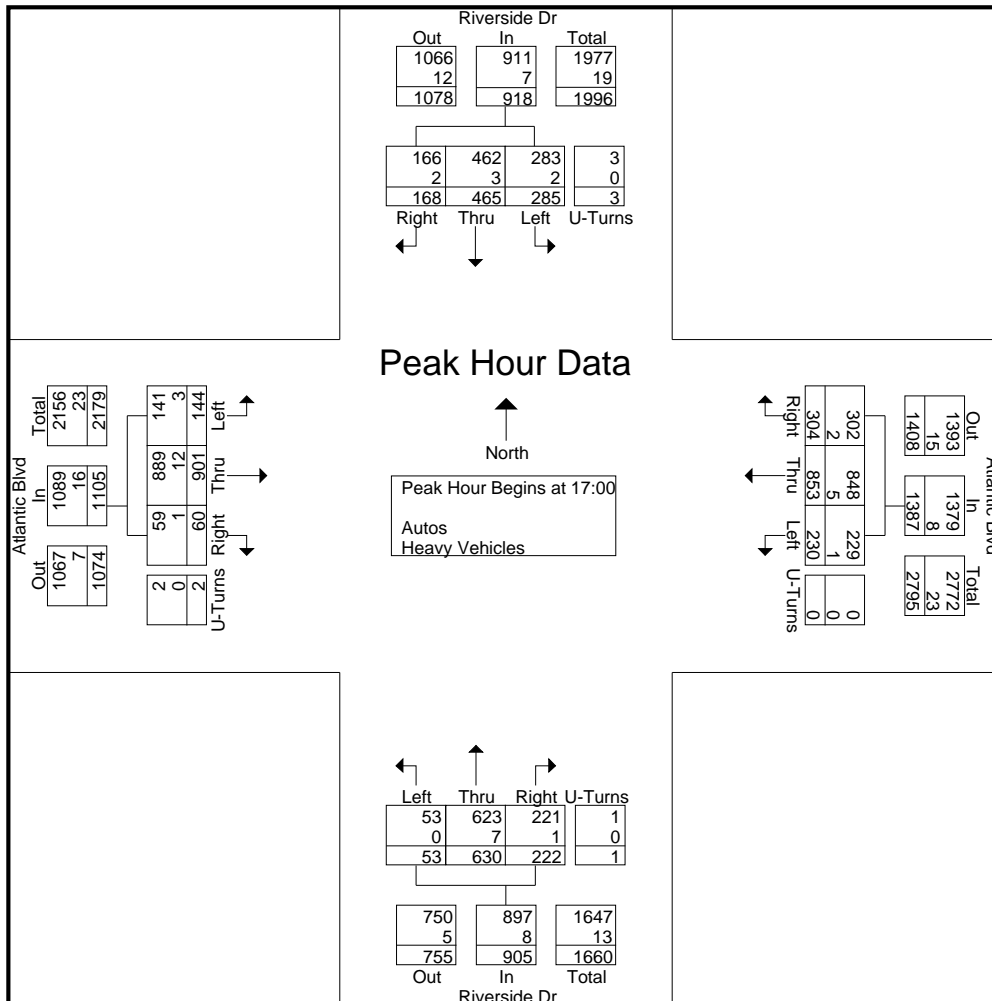 Riverside Dr
Out In Total
1066 911 1977
12 7 19
1078 918 1996
166 462 283 3
2 3 2 0
168 465 285 3
Right Thru Left U-Turns
Peak Hour Data
North
Peak Hour Begins at 17:00
Autos
Heavy Vehicles
Atlantic Blvd
Out In Total
1067 1089 2156
7 16 23
1074 1105 2179
2 59 889 141
0 1 12 3
2 60 901 144
U-Turns Right Thru Left
Atlantic Blvd
Out In Total
1393 1379 2772
15 8 23
1408 1387 2795
302 848 229 0
2 5 1 0
304 853 230 0
Right Thru Left U-Turns
Left Thru Right U-Turns
53 623 221 1
0 7 1 0
53 630 222 1
750 897 1647
5 8 13
755 905 1660
Out In Total
Riverside Dr